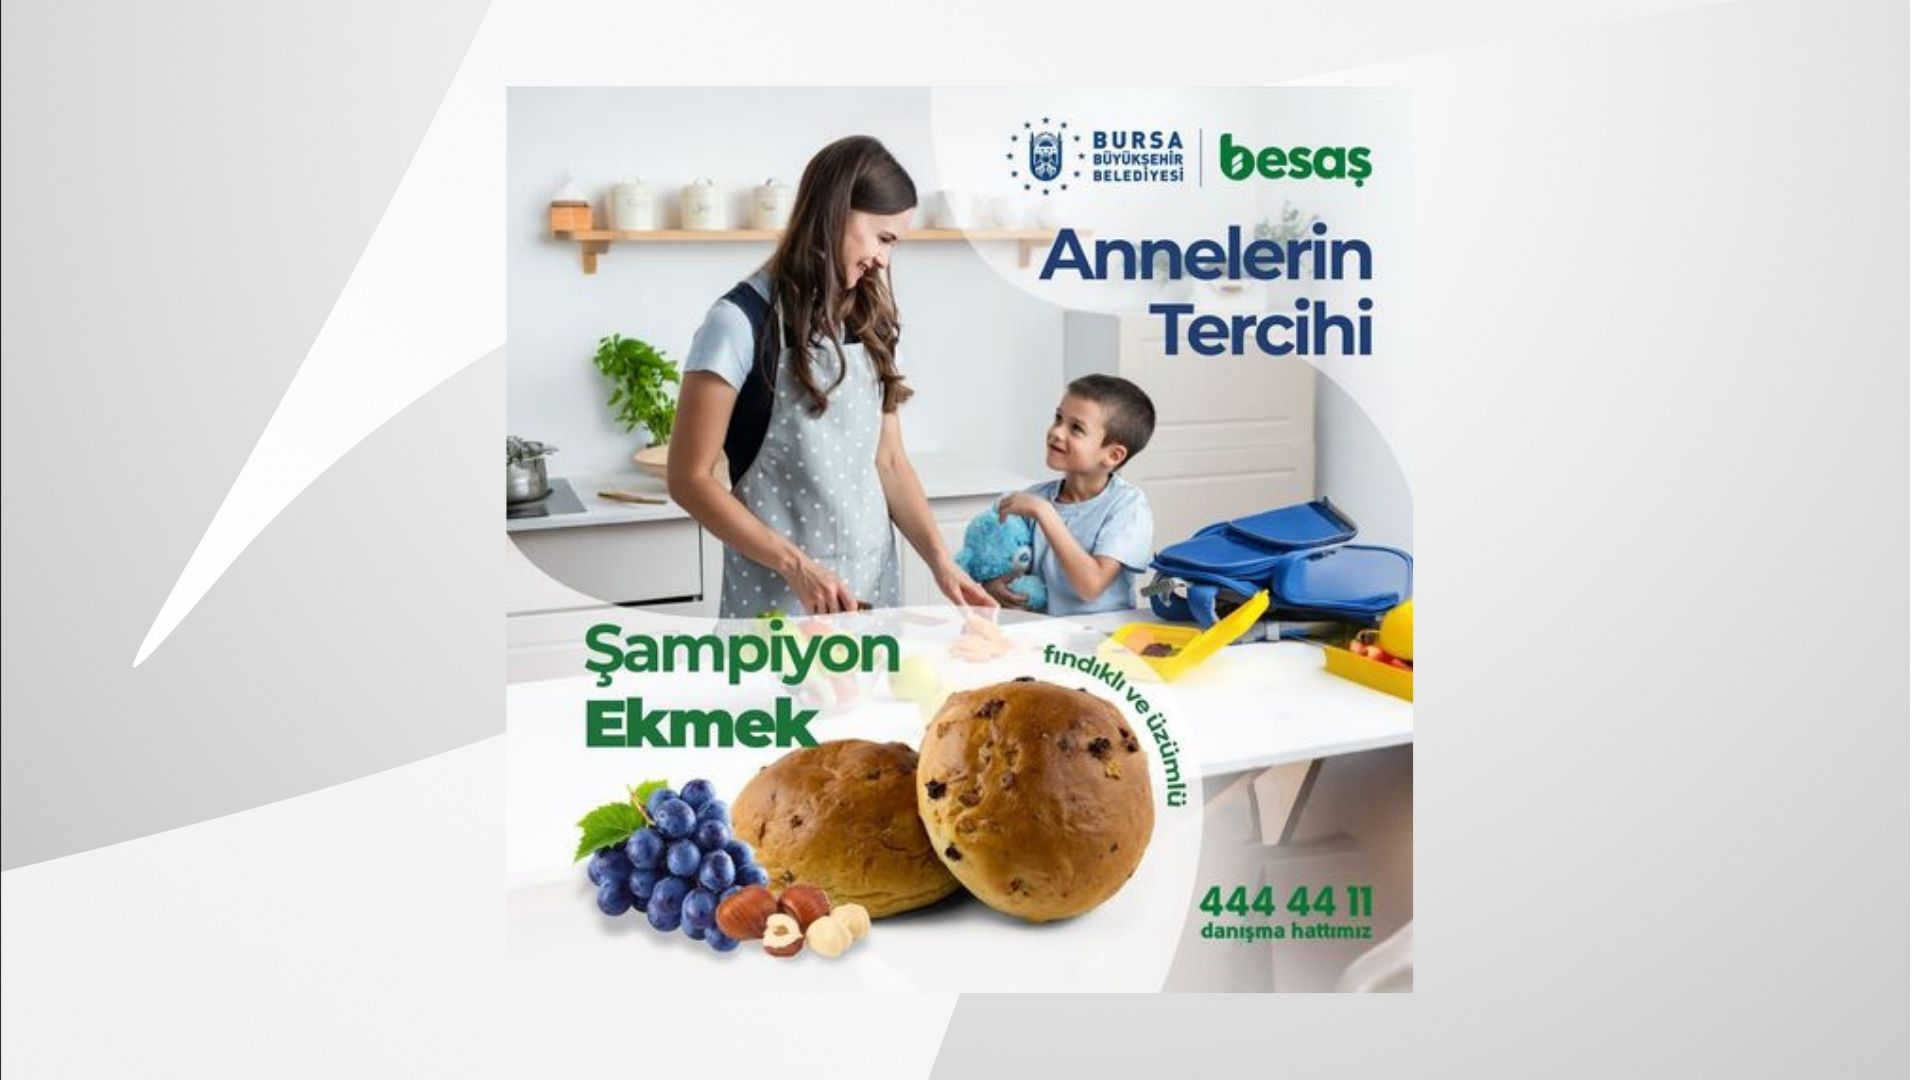 BURSA
BÜYÜKŞEHİR
BELEDİYESİ
besaş
Annelerin
Tercihi
Şampiyon
Ekmek
fındıklı ve üzümlü
444 44 11
danışma hattımız